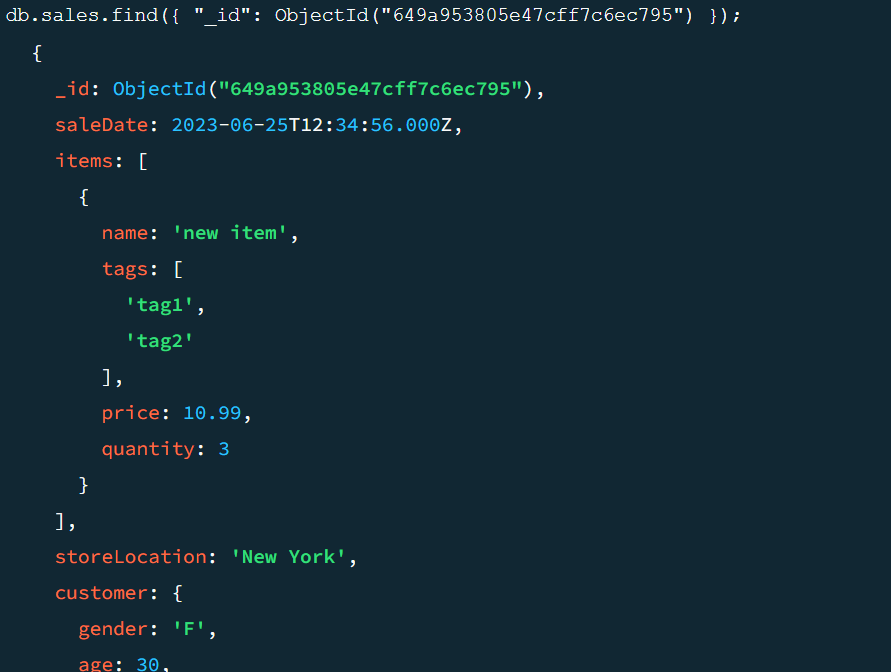 db.sales.find({ "_id": ObjectId("649a953805e47cff7c6ec795") });
{
_id: ObjectId("649a953805e47cff7c6ec795"),
saleDate: 2023-06-25T12:34:56.000Z,
items: [
{
name: 'new item',
tags: [
'tag1',
'tag2'
],
price: 10.99,
quantity: 3
}
],
storeLocation: 'New York',
customer: {
gender: 'F',
age: 30,